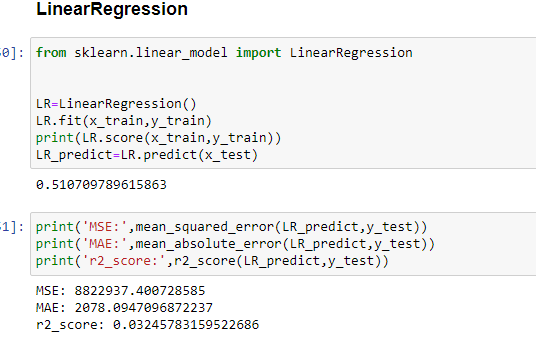 LinearRegression
0]: from sklearn.linear_model import LinearRegression
LR=LinearRegression()
LR.fit(x_train,y_train)
print(LR.score(x_train,y_train))
LR_predict=LR.predict(x_test)
0.510709789615863
1]: print('MSE:',mean_squared_error(LR_predict,y_test))
print('MAE:',mean_absolute_error(LR_predict,y_test))
print('r2_score:',r2_score(LR_predict,y_test))
MSE: 8822937.400728585
MAE: 2078.0947096872237
r2_score: 0.03245783159522686